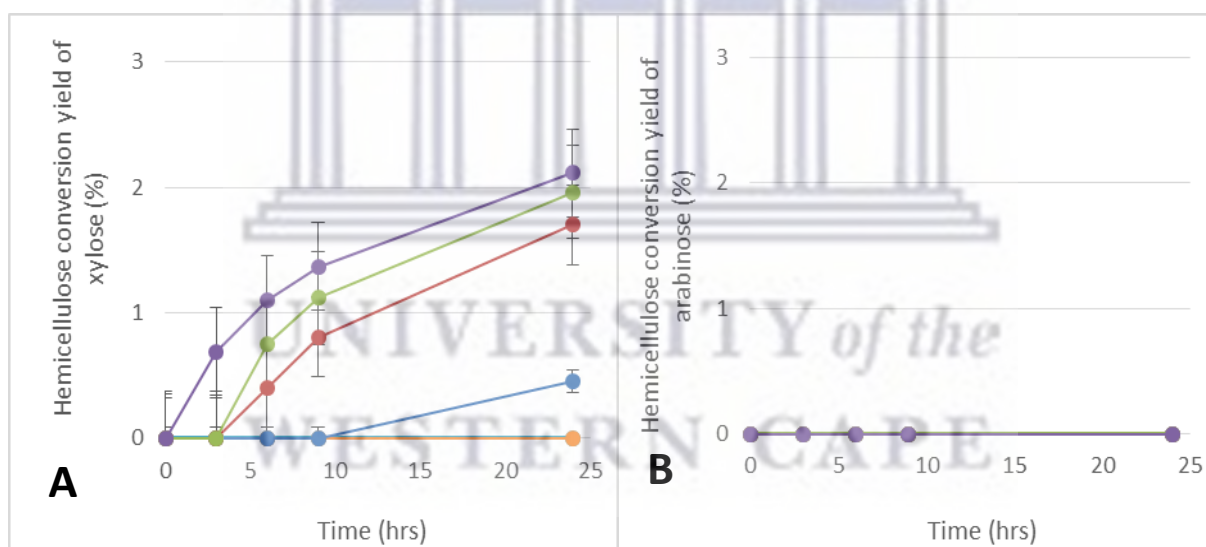 Hemicellulose conversion yield of
xylose (%)
3
2
1
0
0 5 10 15 20 25
Time (hrs)
A
Hemicellulose conversion yield of
arabinose (%)
3
2
1
0
0 5 10 15 20 25
Time (hrs)
B
UNIVERSITY of the
WESTERN CAPE